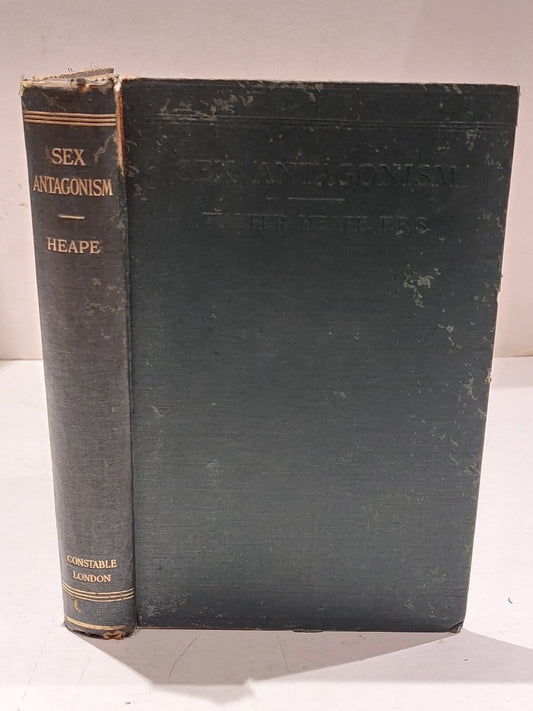 SEX
ANTAGONISM
HEAPE
CONSTABLE
LONDON
SEX ANTAGONISM
WALTER HEAPE, F.R.S.